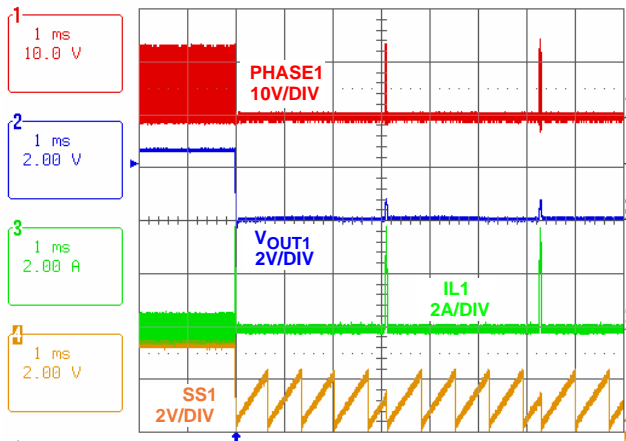 1
1 ms
10.0 V
2
1 ms
2.00 V
3
1 ms
2.00 A
4
1 ms
2.00 V
PHASE1
10V/DIV
VOUT1
2V/DIV
IL1
2A/DIV
SS1
2V/DIV